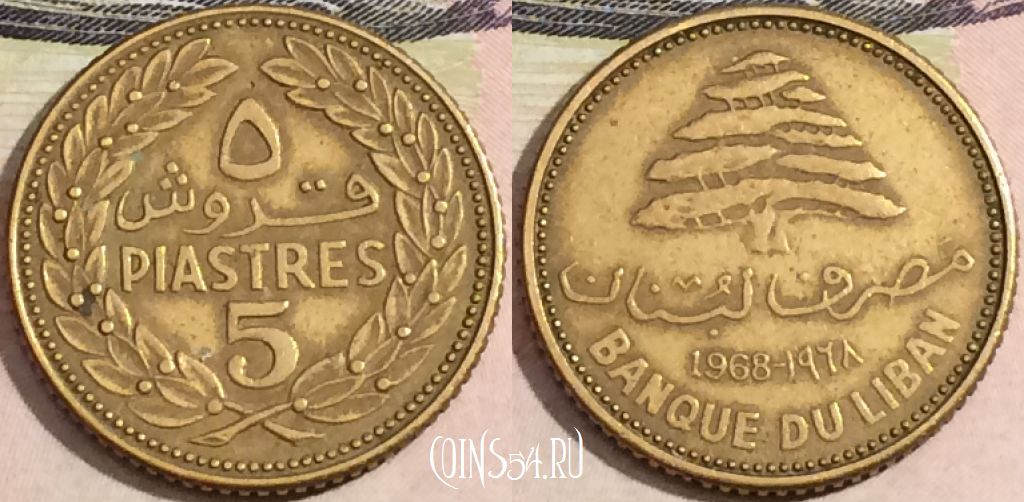 ٥
قروش
PIASTRES
5
مصرف لبنان
1968-١٩٦٨
BANQUE DU LIBAN
COINS54.RU